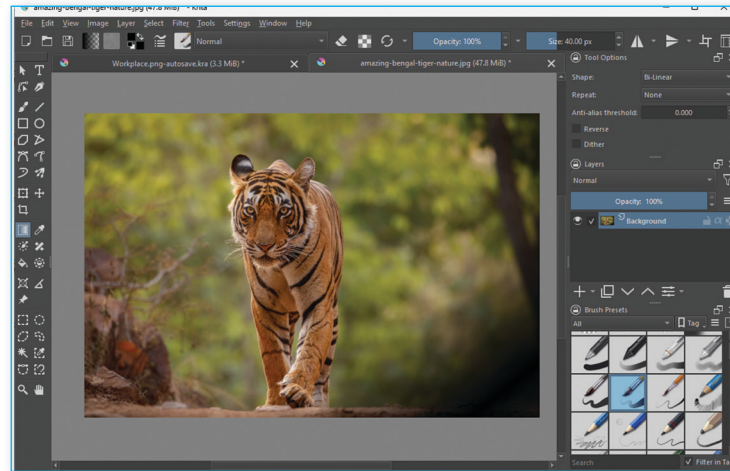 amazing-bengal-tiger-nature.jpg (47.8 MiB) * - Krita
File Edit View Image Layer Select Filter Tools Settings Window Help
Normal Opacity: 100% Size: 40.00 px
Workplace.png-autosave.kra (3.3 MiB) * amazing-bengal-tiger-nature.jpg (47.8 MiB) *
Tool Options
Shape: Bi-Linear
Repeat: None
Anti-alias threshold: 0.000
Reverse
Dither
Layers
Normal
Opacity: 100%
Background
Brush Presets
All Tag
Search Filter in Ta